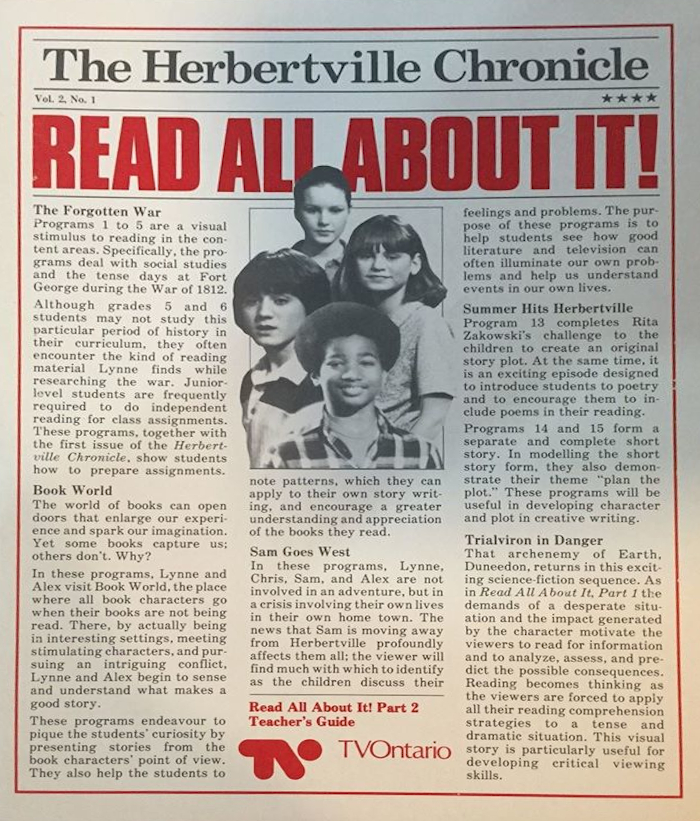 The Herbertville Chronicle
Vol. 2, No. 1 ★★★★
READ ALL ABOUT IT!
The Forgotten War
Programs 1 to 5 are a visual
stimulus to reading in the con-
tent areas. Specifically, the pro-
grams deal with social studies
and the tense days at Fort
George during the War of 1812.
Although grades 5 and 6
students may not study this
particular period of history in
their curriculum, they often
encounter the kind of reading
material Lynne finds while
researching the war. Junior-
level students are frequently
required to do independent
reading for class assignments.
These programs, together with
the first issue of the Herbert-
ville Chronicle, show students
how to prepare assignments.
Book World
The world of books can open
doors that enlarge our experi-
ence and spark our imagination.
Yet some books capture us;
others don't. Why?
In these programs, Lynne and
Alex visit Book World, the place
where all book characters go
when their books are not being
read. There, by actually being
in interesting settings, meeting
stimulating characters, and pur-
suing an intriguing conflict,
Lynne and Alex begin to sense
and understand what makes a
good story.
These programs endeavour to
pique the students' curiosity by
presenting stories from the
book characters' point of view.
They also help the students to
note patterns, which they can
apply to their own story writ-
ing, and encourage a greater
understanding and appreciation
of the books they read.
Sam Goes West
In these programs, Lynne,
Chris, Sam, and Alex are not
involved in an adventure, but in
a crisis involving their own lives
in their own home town. The
news that Sam is moving away
from Herbertville profoundly
affects them all; the viewer will
find much with which to identify
as the children discuss their
feelings and problems. The pur-
pose of these programs is to
help students see how good
literature and television can
often illuminate our own prob-
lems and help us understand
events in our own lives.
Summer Hits Herbertville
Program 13 completes Rita
Zakowski's challenge to the
children to create an original
story plot. At the same time, it
is an exciting episode designed
to introduce students to poetry
and to encourage them to in-
clude poems in their reading.
Programs 14 and 15 form a
separate and complete short
story. In modelling the short
story form, they also demon-
strate their theme "plan the
plot." These programs will be
useful in developing character
and plot in creative writing.
Trialviron in Danger
That archenemy of Earth,
Duneedon, returns in this excit-
ing science-fiction sequence. As
in Read All About It, Part 1 the
demands of a desperate situ-
ation and the impact generated
by the character motivate the
viewers to read for information
and to analyze, assess, and pre-
dict the possible consequences.
Reading becomes thinking as
the viewers are forced to apply
all their reading comprehension
strategies to a tense and
dramatic situation. This visual
story is particularly useful for
developing critical viewing
skills.
Read All About It! Part 2
Teacher's Guide
TVO TVOntario